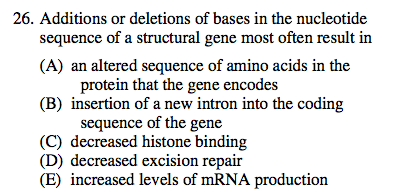 26. Additions or deletions of bases in the nucleotide
sequence of a structural gene most often result in
(A) an altered sequence of amino acids in the
protein that the gene encodes
(B) insertion of a new intron into the coding
sequence of the gene
(C) decreased histone binding
(D) decreased excision repair
(E) increased levels of mRNA production